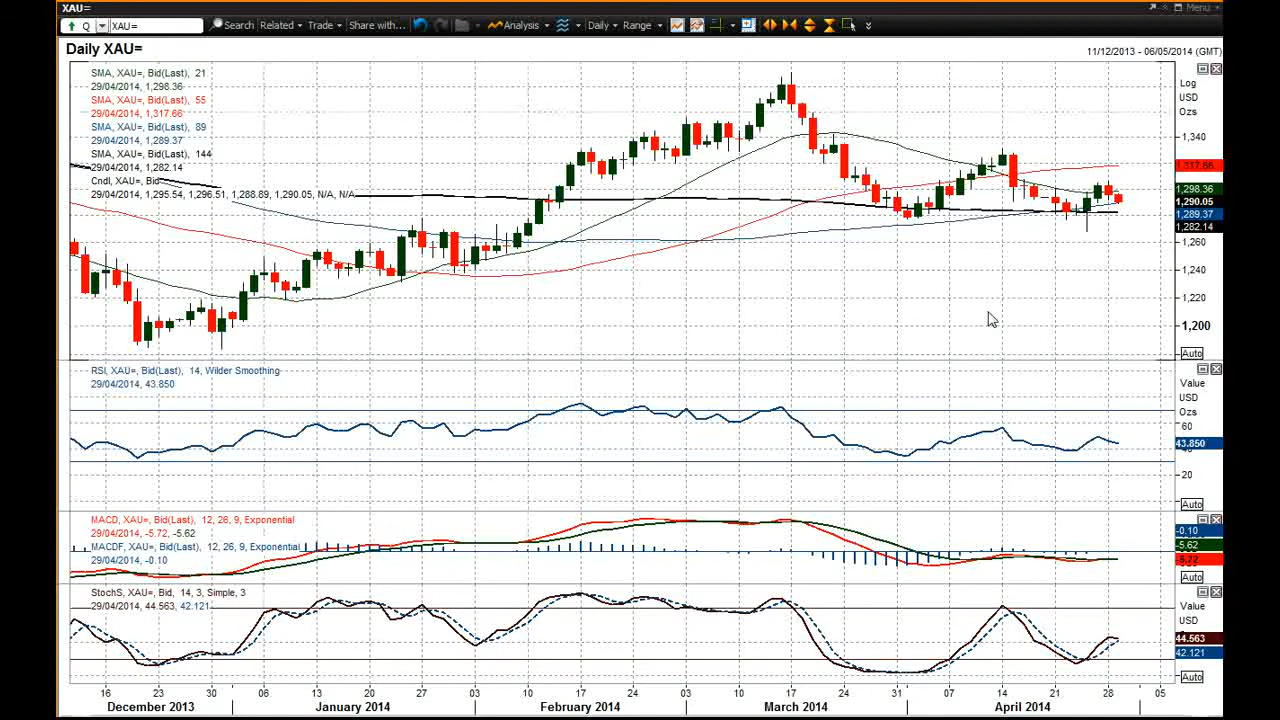 XAU=
Menu
Q XAU= Search Related Trade Share with... Analysis Daily Range
Daily XAU=
11/12/2013 - 06/05/2014 (GMT)
SMA, XAU=, Bid(Last), 21
29/04/2014, 1,298.36
SMA, XAU=, Bid(Last), 55
29/04/2014, 1,317.66
SMA, XAU=, Bid(Last), 89
29/04/2014, 1,289.37
SMA, XAU=, Bid(Last), 144
29/04/2014, 1,282.14
Cndl, XAU=, Bid
29/04/2014, 1,295.54, 1,296.51, 1,288.89, 1,290.05, N/A, N/A
Log
USD
Ozs
1,340
1,317.66
1,298.36
1,290.05
1,289.37
1,282.14
1,260
1,240
1,220
1,200
Auto
RSI, XAU=, Bid(Last), 14, Wilder Smoothing
29/04/2014, 43.850
Value
USD
Ozs
60
43.850
20
Auto
MACD, XAU=, Bid(Last), 12, 26, 9, Exponential
29/04/2014, -5.72, -5.62
MACDF, XAU=, Bid(Last), 12, 26, 9, Exponential
29/04/2014, -0.10
-0.10
-5.62
-5.72
Auto
StochS, XAU=, Bid, 14, 3, Simple, 3
29/04/2014, 44.563, 42.121
Value
USD
44.563
42.121
Auto
16 23 30 06 13 20 27 03 10 17 24 03 10 17 24 31 07 14 21 28 05
December 2013 January 2014 February 2014 March 2014 April 2014